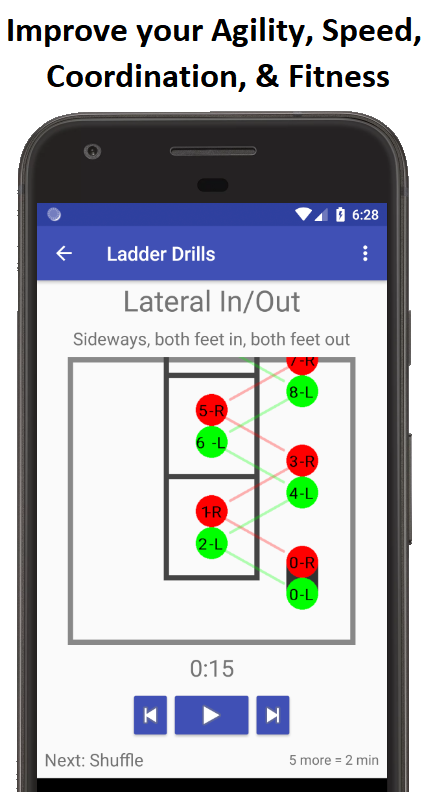 Improve your Agility, Speed,
Coordination, & Fitness
6:28
Ladder Drills
Lateral In/Out
Sideways, both feet in, both feet out
7-R
8-L
5-R
6 -L
3-R
4-L
1-R
2-L
0-R
0-L
0:15
Next: Shuffle
5 more = 2 min